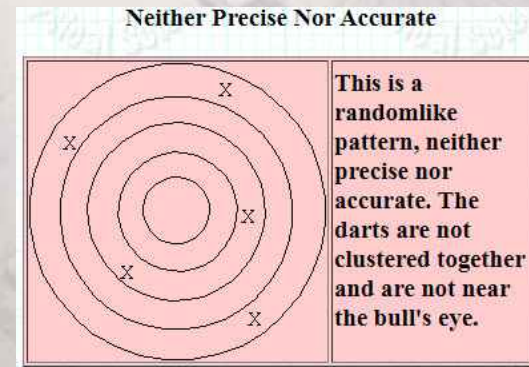 Neither Precise Nor Accurate
This is a
randomlike
pattern, neither
precise nor
accurate. The
darts are not
clustered together
and are not near
the bull's eye.
X
X
X
X
X